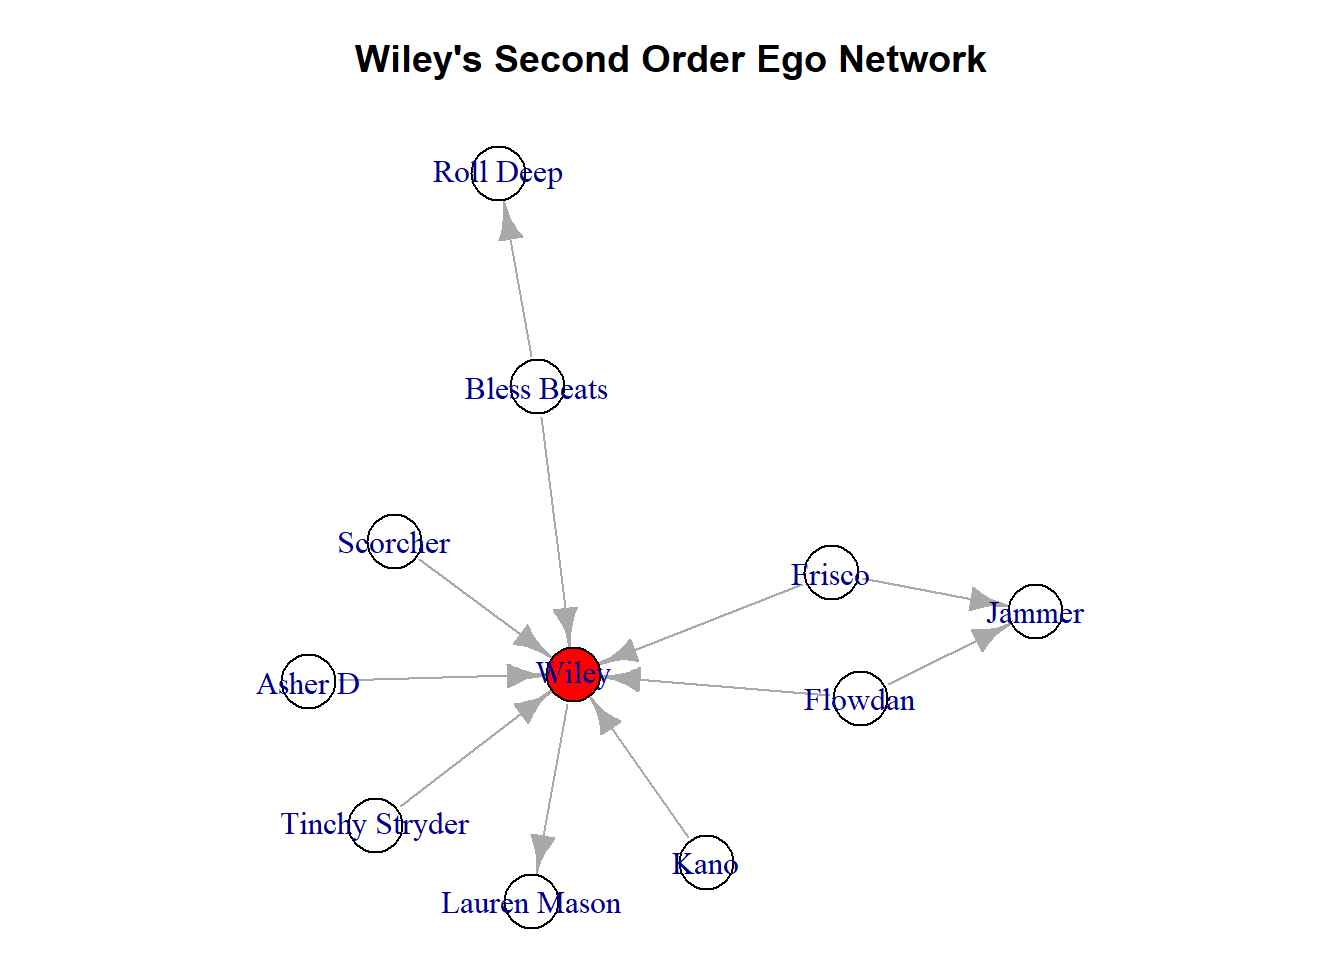 Wiley's Second Order Ego Network
Roll Deep
Bless Beats
Scorcher
Frisco
Jammer
Wiley
Asher D
Flowdan
Tinchy Stryder
Kano
Lauren Mason